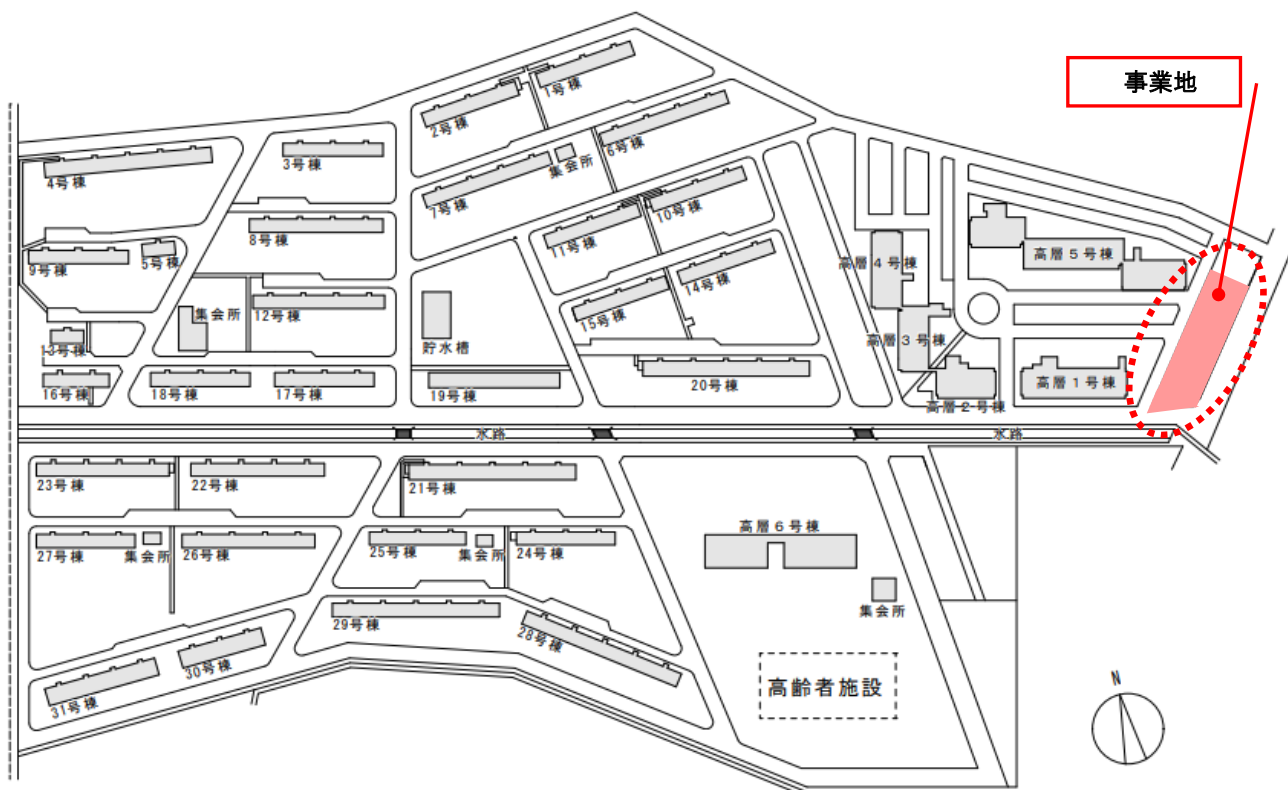 事業地
1号棟
2号棟
3号棟
6号棟
集会所
4号棟
7号棟
10号棟
8号棟
11号棟
9号棟
5号棟
高層4号棟
高層5号棟
14号棟
集会所
12号棟
15号棟
13号棟
貯水槽
高層3号棟
16号棟
18号棟
17号棟
19号棟
20号棟
高層2号棟
高層1号棟
水路
水路
23号棟
22号棟
21号棟
高層6号棟
27号棟
集会所
26号棟
25号棟
集会所
24号棟
集会所
29号棟
28号棟
30号棟
31号棟
高齢者施設
N